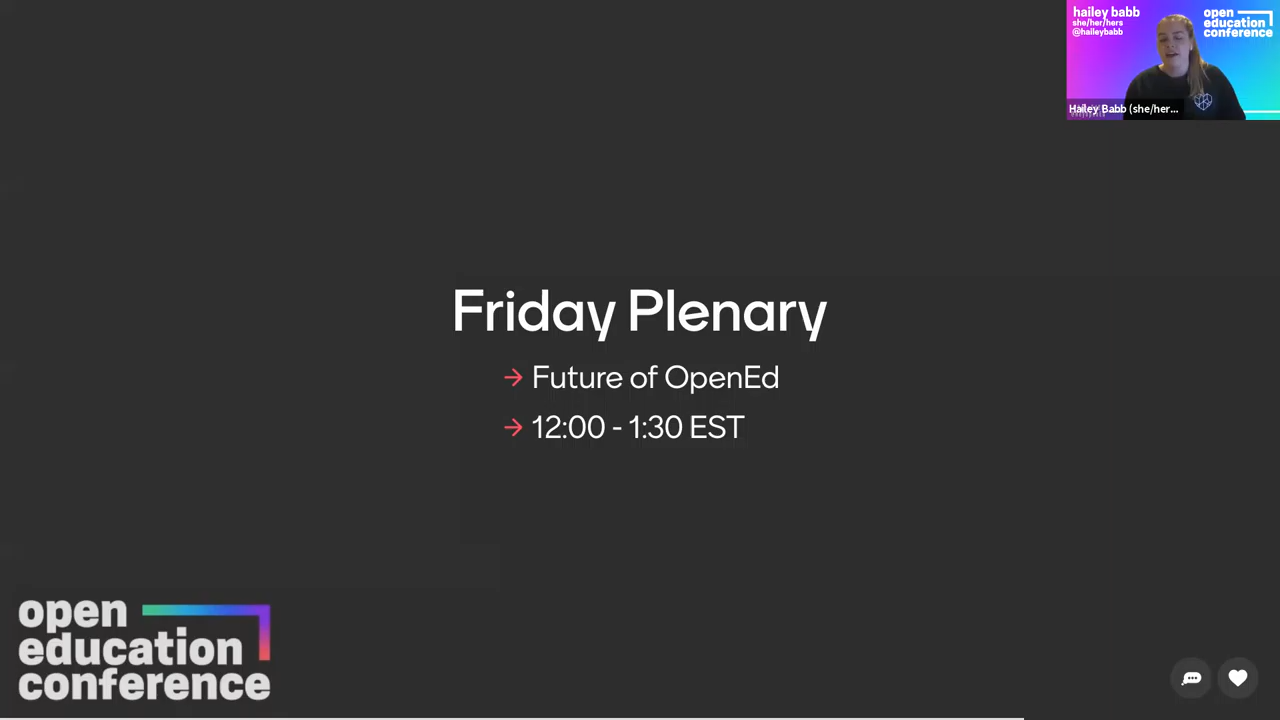 hailey babb
she/her/hers
@haileybabb
open
education
conference
Hailey Babb (she/her...
Friday Plenary
→ Future of OpenEd
→ 12:00 - 1:30 EST
open
education
conference